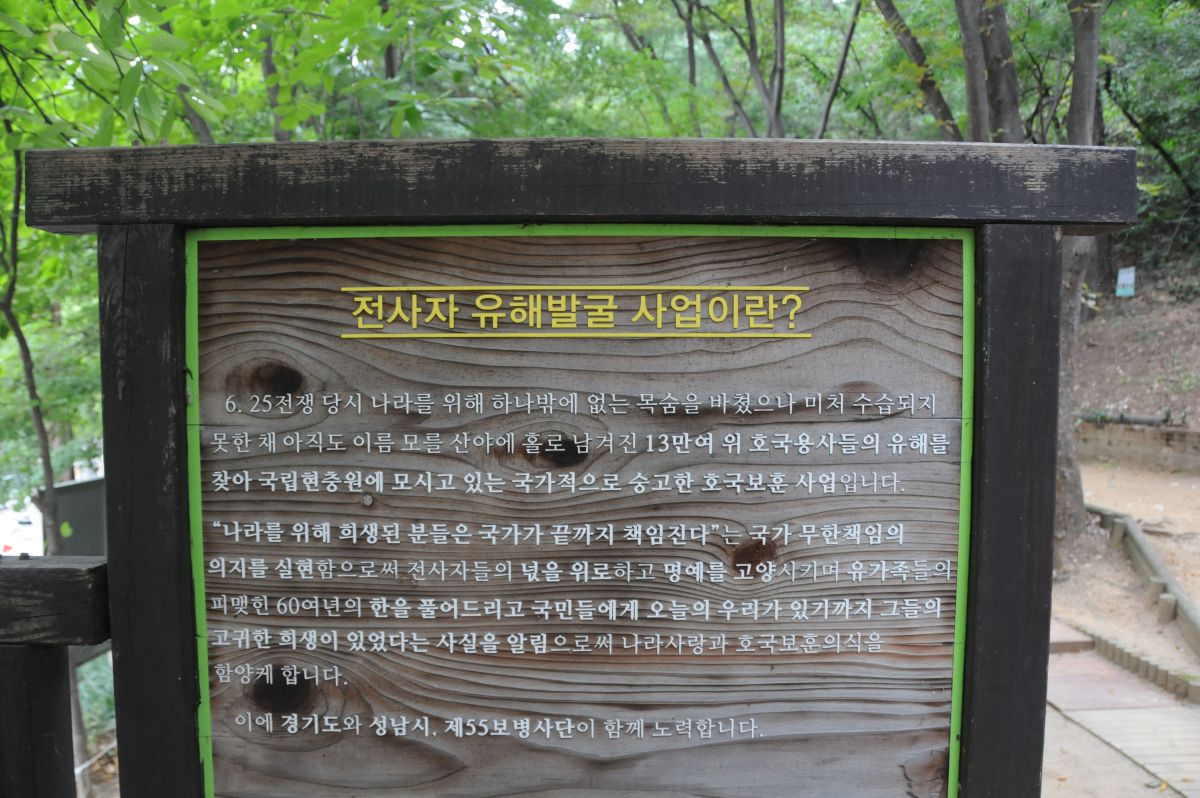 전사자 유해발굴 사업이란?
6. 25전쟁 당시 나라를 위해 하나밖에 없는 목숨을 바쳤으나 미처 수습되지
못한 채 아직도 이름 모를 산야에 홀로 남겨진 13만여 위 호국용사들의 유해를
찾아 국립현충원에 모시고 있는 국가적으로 숭고한 호국보훈 사업입니다.
“나라를 위해 희생된 분들은 국가가 끝까지 책임진다”는 국가 무한책임의
의지를 실현함으로써 전사자들의 넋을 위로하고 명예를 고양시키며 유가족들의
피맺힌 60여년의 한을 풀어드리고 국민들에게 오늘의 우리가 있기까지 그들의
고귀한 희생이 있었다는 사실을 알림으로써 나라사랑과 호국보훈의식을
함양케 합니다.
이에 경기도와 성남시, 제55보병사단이 함께 노력합니다.